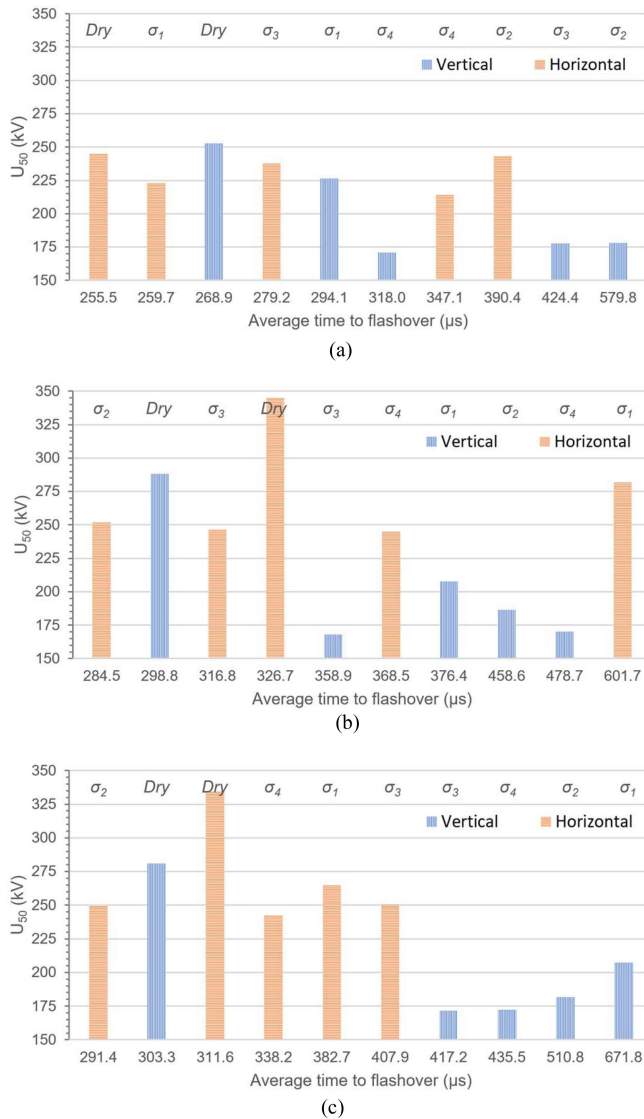 350
Dry σ1 Dry σ3 σ1 σ4 σ4 σ2 σ3 σ2
325
Vertical Horizontal
300
275
250
225
200
175
150
U50 (kV)
255.5 259.7 268.9 279.2 294.1 318.0 347.1 390.4 424.4 579.8
Average time to flashover (µs)
(a)
350
σ2 Dry σ3 Dry σ3 σ4 σ1 σ2 σ4 σ1
325
Vertical Horizontal
300
275
250
225
200
175
150
U50 (kV)
284.5 298.8 316.8 326.7 358.9 368.5 376.4 458.6 478.7 601.7
Average time to flashover (µs)
(b)
350
σ2 Dry Dry σ4 σ1 σ3 σ3 σ4 σ2 σ1
325
Vertical Horizontal
300
275
250
225
200
175
150
U50 (kV)
291.4 303.3 311.6 338.2 382.7 407.9 417.2 435.5 510.8 671.8
Average time to flashover (µs)
(c)